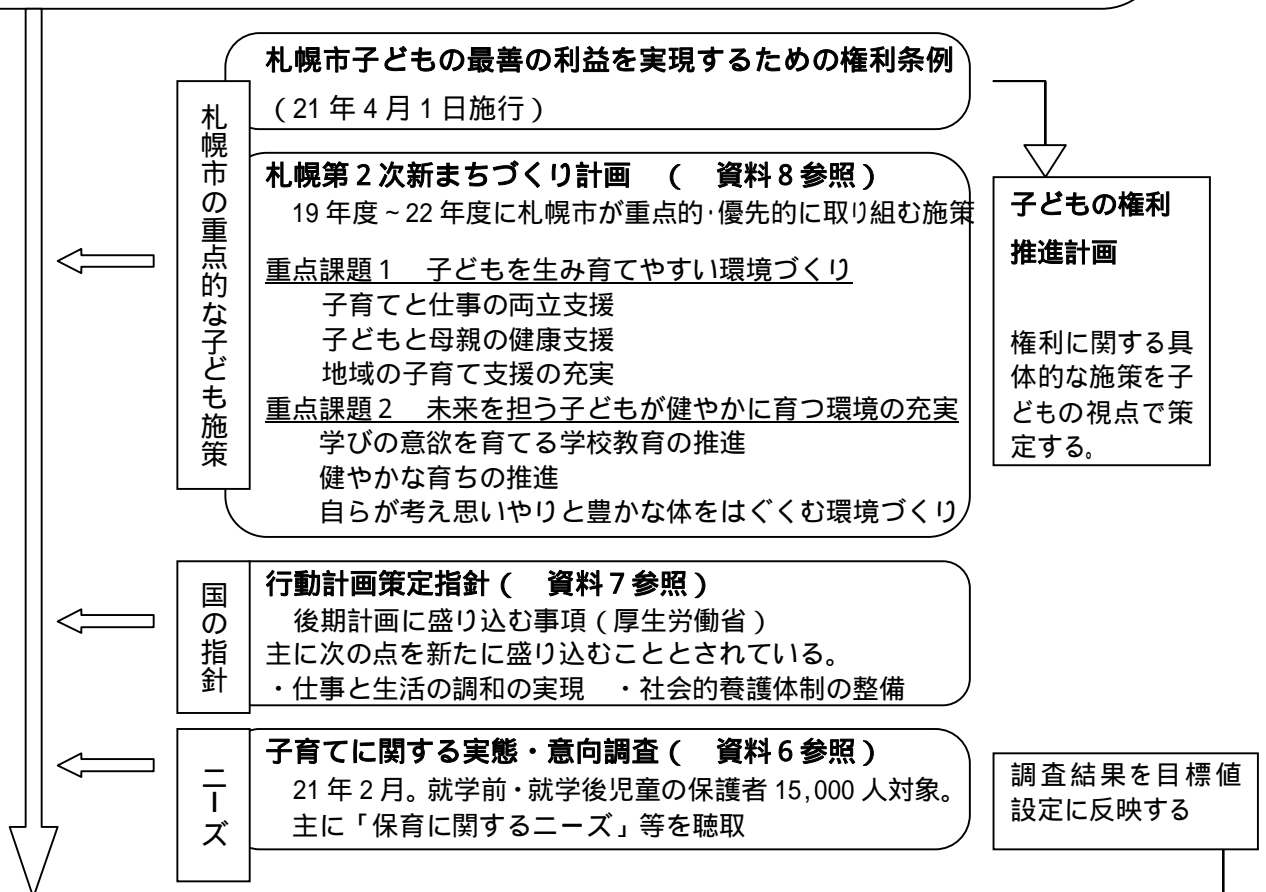 札幌市の重点的な子ども施策
札幌市子どもの最善の利益を実現するための権利条例
（21年4月1日施行）
札幌第２次新まちづくり計画　（　資料８参照）
19年度～22年度に札幌市が重点的･優先的に取り組む施策
重点課題１　子どもを生み育てやすい環境づくり
子育てと仕事の両立支援
子どもと母親の健康支援
地域の子育て支援の充実
重点課題２　未来を担う子どもが健やかに育つ環境の充実
学びの意欲を育てる学校教育の推進
健やかな育ちの推進
自らが考え思いやりと豊かな体をはぐくむ環境づくり
子どもの権利
推進計画
権利に関する具
体的な施策を子
どもの視点で策
定する。
国の指針
行動計画策定指針（　資料７参照）
後期計画に盛り込む事項（厚生労働省）
主に次の点を新たに盛り込むこととされている。
・仕事と生活の調和の実現　・社会的養護体制の整備
ニーズ
子育てに関する実態・意向調査（　資料６参照）
21年2月。就学前・就学後児童の保護者15,000人対象。
主に「保育に関するニーズ」等を聴取
調査結果を目標値
設定に反映する